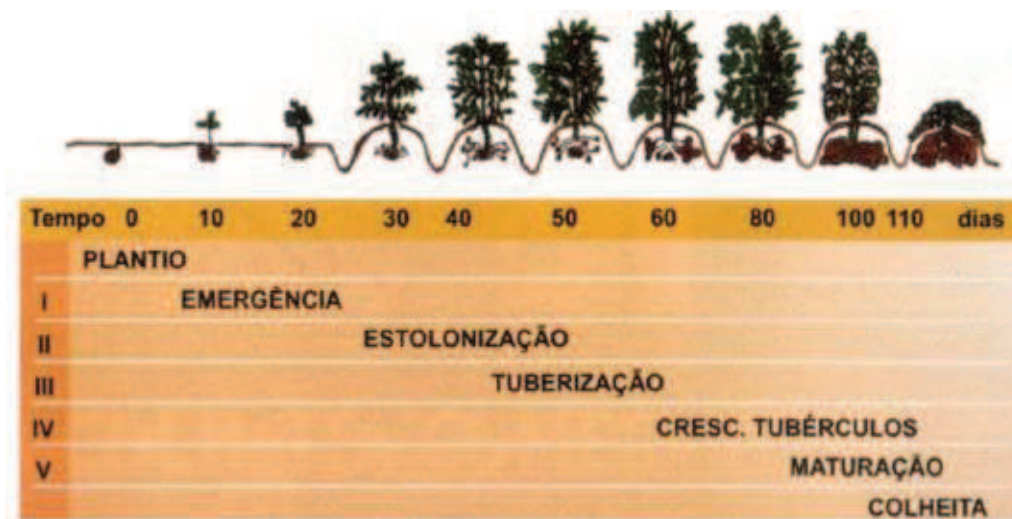 Tempo 0 10 20 30 40 50 60 80 100 110 dias
PLANTIO
I EMERGÊNCIA
II ESTOLONIZAÇÃO
III TUBERIZAÇÃO
IV CRESC. TUBÉRCULOS
V MATURAÇÃO
COLHEITA